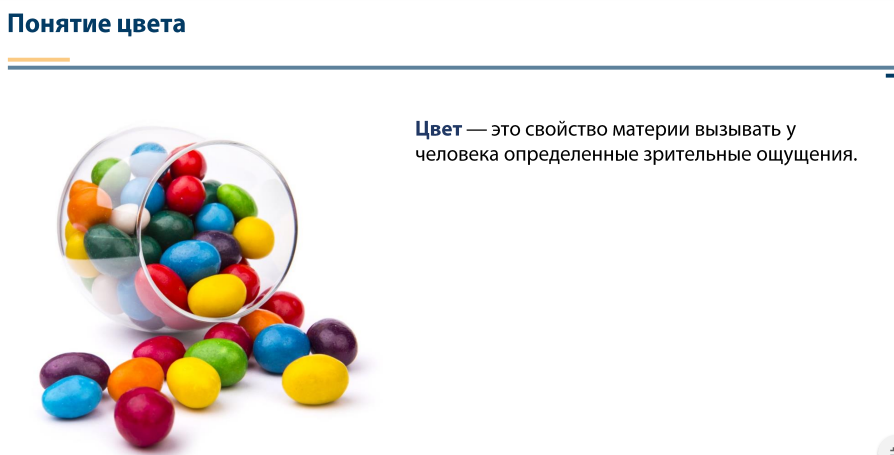 Понятие цвета
Цвет — это свойство материи вызывать у
человека определенные зрительные ощущения.